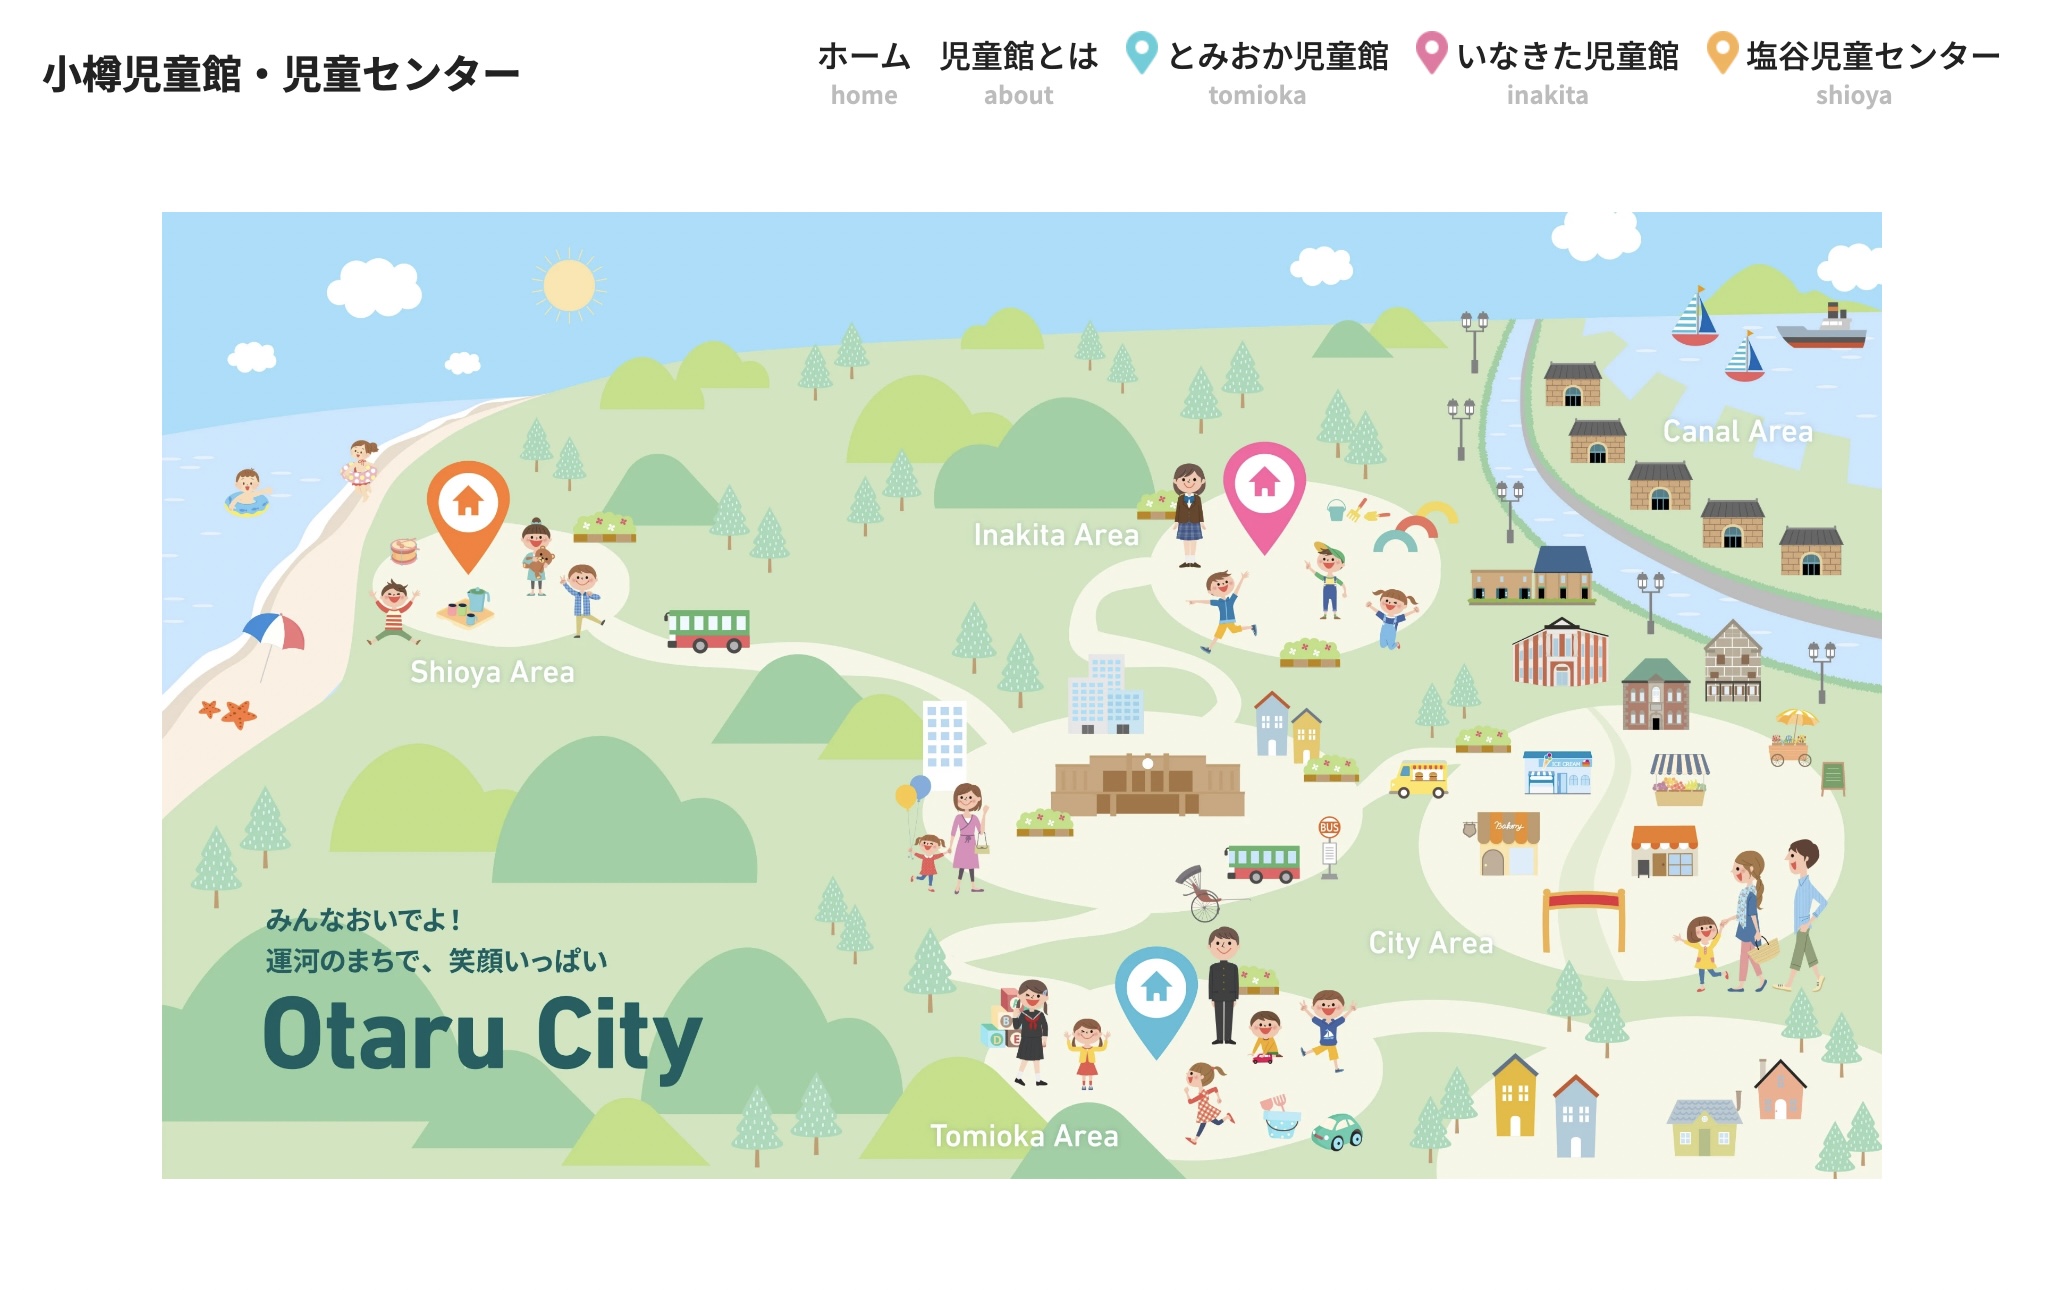 小樽児童館・児童センター
ホーム
home
児童館とは
about
とみおか児童館
tomioka
いなきた児童館
inakita
塩谷児童センター
shioya
Canal Area
Inakita Area
Shioya Area
ICE CREAM
Bakery
BUS
City Area
みんなおいでよ！
運河のまちで、笑顔いっぱい
Otaru City
B
D
E
Tomioka Area